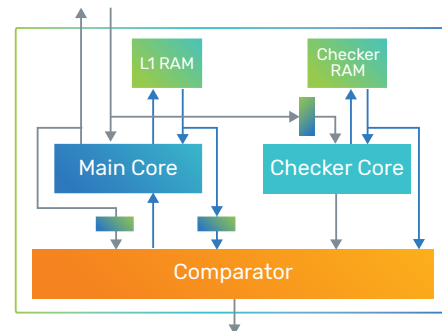 L1 RAM
Checker
RAM
Main Core
Checker Core
Comparator